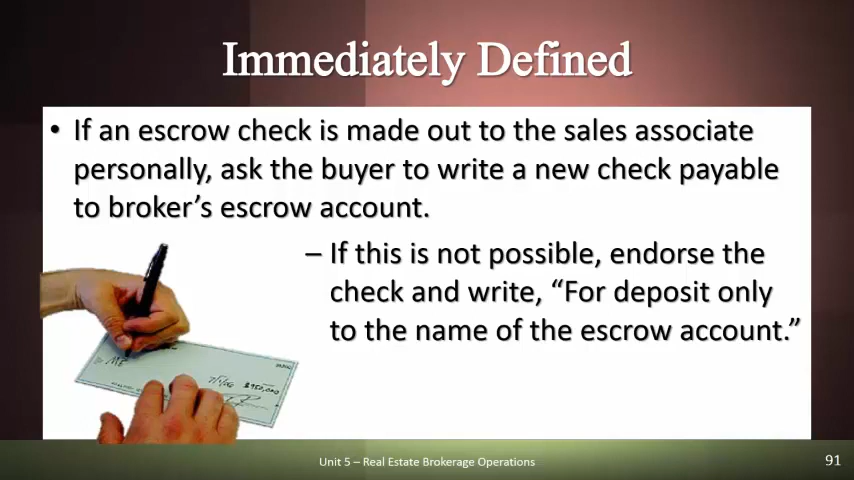 Immediately Defined
• If an escrow check is made out to the sales associate
personally, ask the buyer to write a new check payable
to broker's escrow account.
– If this is not possible, endorse the
check and write, “For deposit only
to the name of the escrow account.”
Unit 5 – Real Estate Brokerage Operations
91